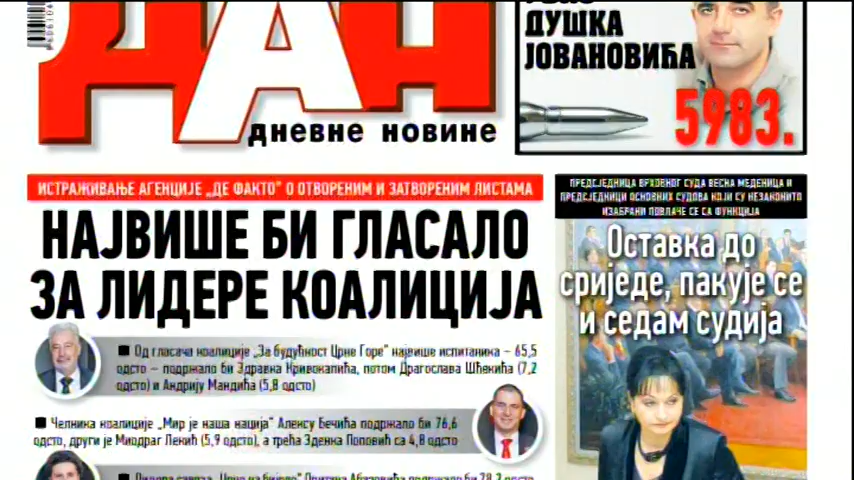 ДАН
дневне новине
ДУШКА
ЈОВАНОВИЋА
5983.
ИСТРАЖИВАЊЕ АГЕНЦИЈЕ „ДЕ ФАКТО“ О ОТВОРЕНИМ И ЗАТВОРЕНИМ ЛИСТАМА
НАЈВИШЕ БИ ГЛАСАЛО
ЗА ЛИДЕРЕ КОАЛИЦИЈА
■ Од гласача коалиције „За будућност Црне Горе“ највише испитаника – 65,5
одсто – подржало би Здравка Кривокапића, потом Драгослава Шћекића (7,2
одсто) и Андрију Мандића (5,8 одсто)
■ Челника коалиције „Мир је наша нација“ Алексу Бечића подржало би 76,6
одсто, други је Миодраг Лекић (5,9 одсто), а трећа Зденка Поповић са 4,8 одсто
ПРЕДСЈЕДНИЦА ВРХОВНОГ СУДА ВЕСНА МЕДЕНИЦА И
ПРЕДСЈЕДНИЦИ ОСНОВНИХ СУДОВА КОЈИ СУ НЕЗАКОНИТО
ИЗАБРАНИ ПОВЛАЧЕ СЕ СА ФУНКЦИЈА
Оставка до
сриједе, пакује се
и седам судија